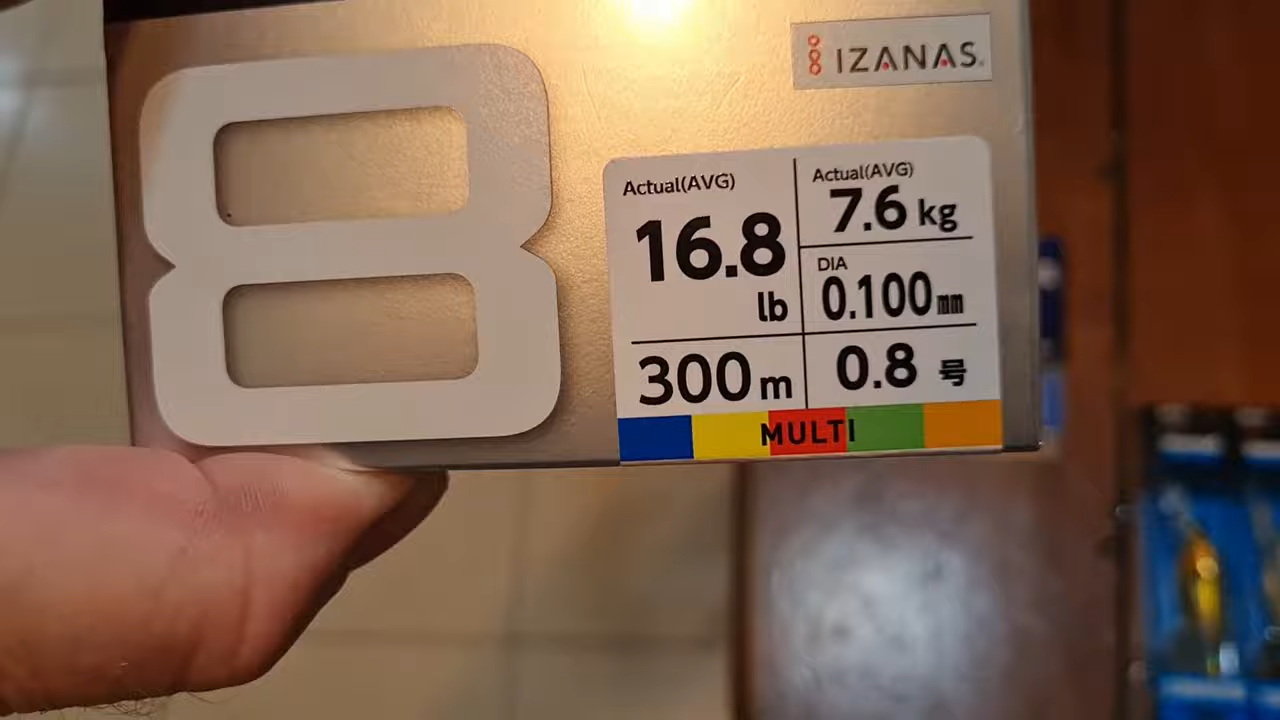 8
IZANAS
Actual(AVG)
16.8
lb
Actual(AVG)
7.6 kg
DIA
0.100㎜
300 m
0.8 号
MULTI